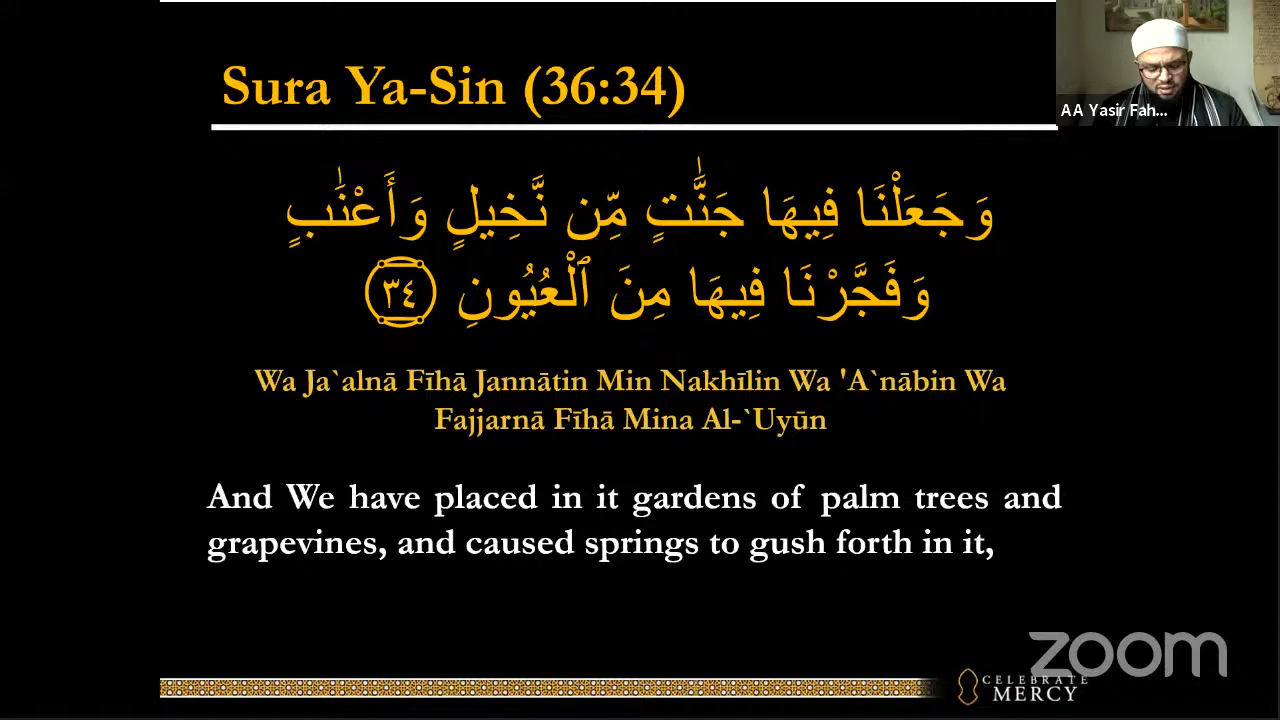 Sura Ya-Sin (36:34)
AA Yasir Fah...
وَجَعَلْنَا فِيهَا جَنَّٰتٍ مِّن نَّخِيلٍ وَأَعْنَٰبٍ
وَفَجَّرْنَا فِيهَا مِنَ ٱلْعُيُونِ ٣٤
Wa Ja`alnā Fīhā Jannātin Min Nakhīlin Wa 'A`nābin Wa
Fajjarnā Fīhā Mina Al-`Uyūn
And We have placed in it gardens of palm trees and
grapevines, and caused springs to gush forth in it,
zoom
CELEBRATE
MERCY